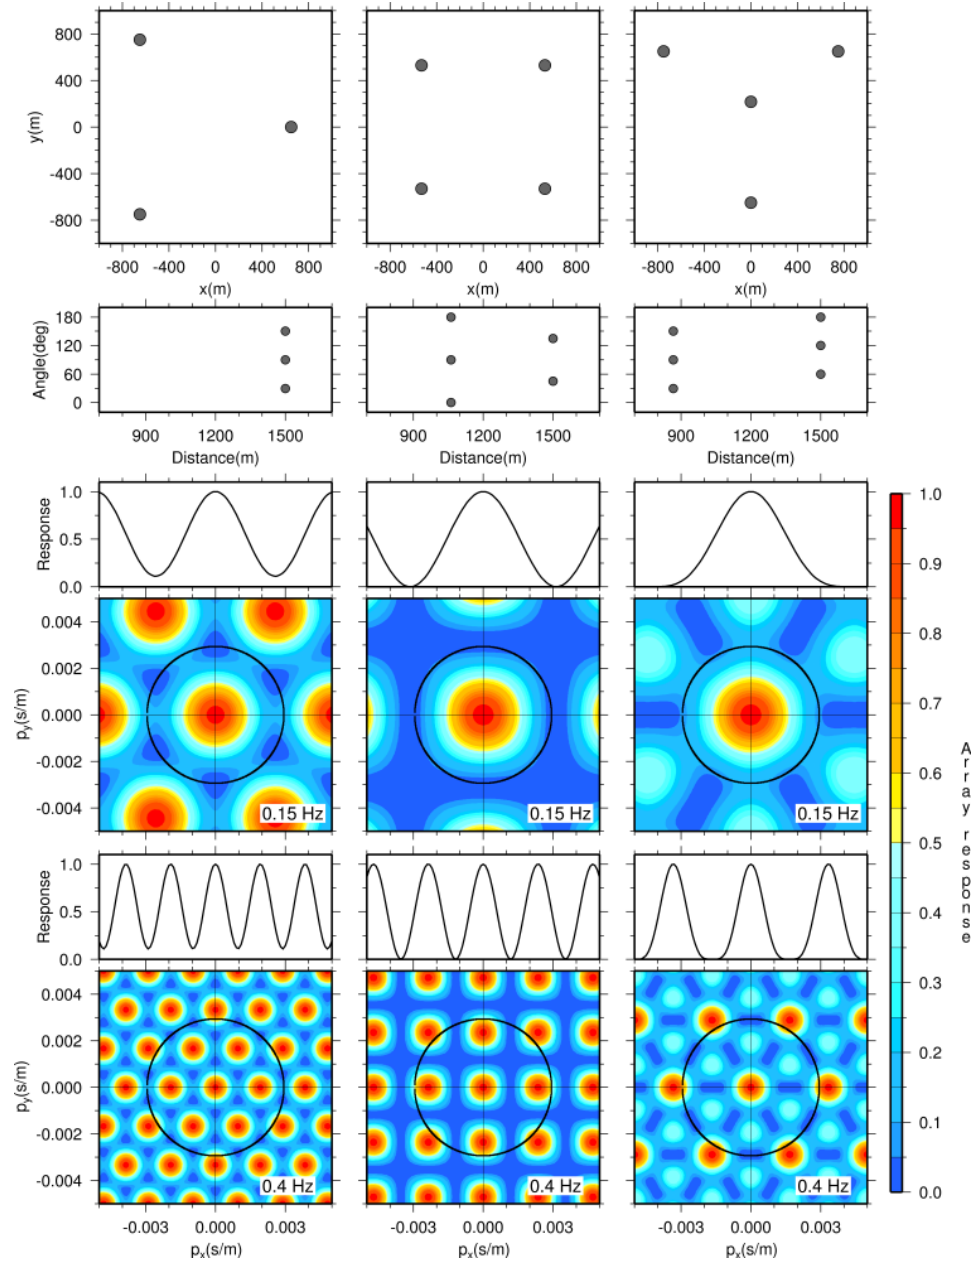 800
400
0
-400
-800
y(m)
-800 -400 0 400 800
-800 -400 0 400 800
-800 -400 0 400 800
x(m) x(m) x(m)
180
120
60
0
Angle(deg)
900 1200 1500
900 1200 1500
900 1200 1500
Distance(m) Distance(m) Distance(m)
1.0
0.5
0.0
Response
0.004
0.002
0.000
-0.002
-0.004
py(s/m)
0.15 Hz 0.15 Hz 0.15 Hz
1.0
0.5
0.0
Response
0.004
0.002
0.000
-0.002
-0.004
py(s/m)
0.4 Hz 0.4 Hz 0.4 Hz
-0.003 0.000 0.003
-0.003 0.000 0.003
-0.003 0.000 0.003
px(s/m) px(s/m) px(s/m)
1.0
0.9
0.8
0.7
0.6
0.5
0.4
0.3
0.2
0.1
0.0
Array response